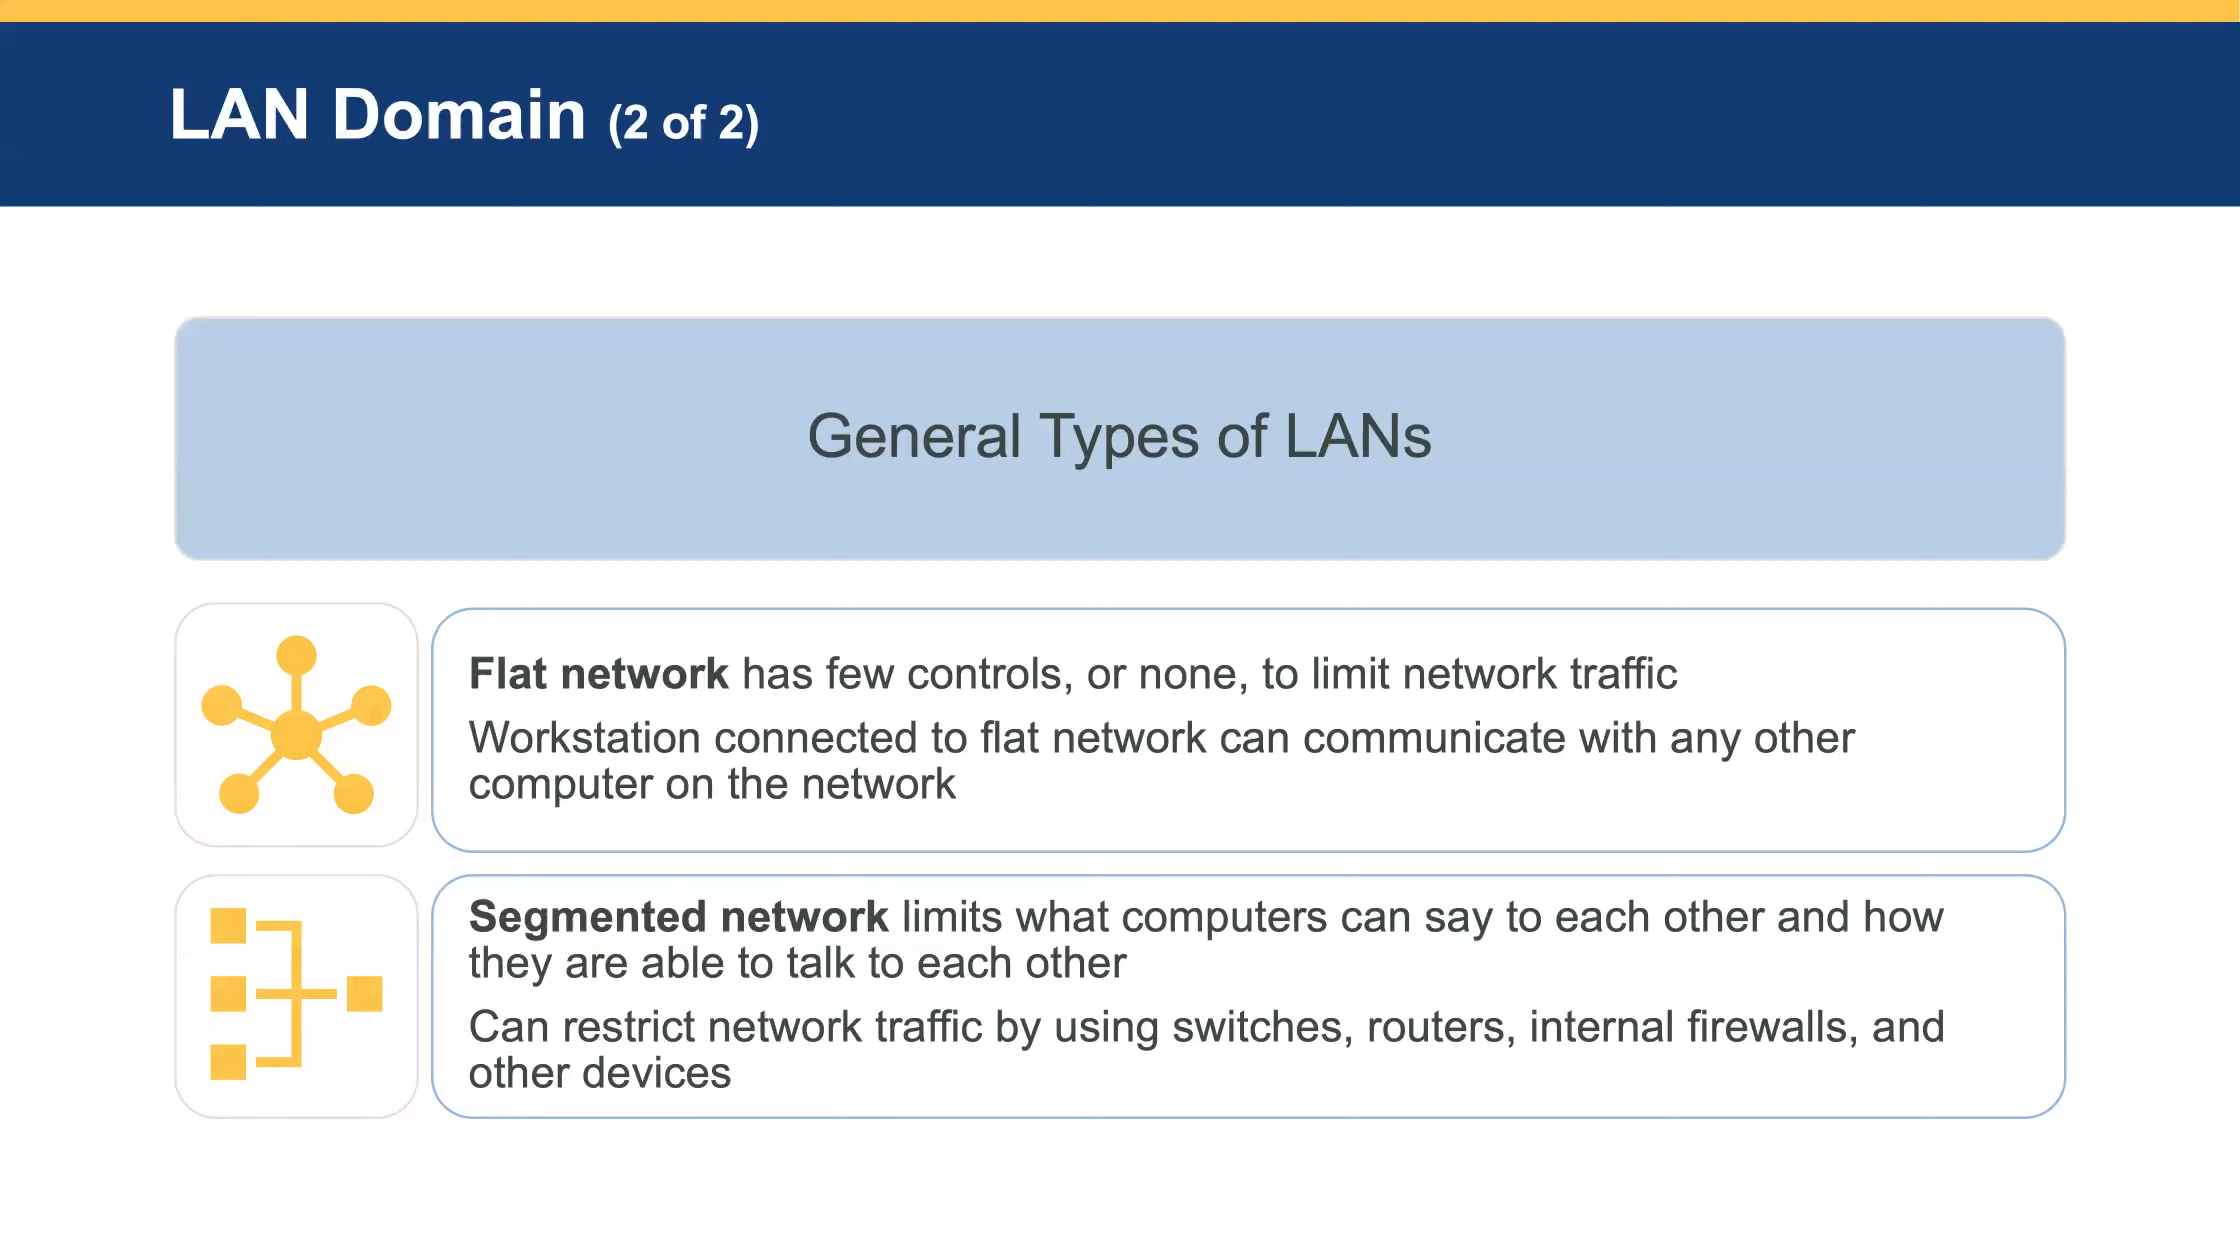 LAN Domain (2 of 2)
General Types of LANs
Flat network has few controls, or none, to limit network traffic
Workstation connected to flat network can communicate with any other
computer on the network
Segmented network limits what computers can say to each other and how
they are able to talk to each other
Can restrict network traffic by using switches, routers, internal firewalls, and
other devices